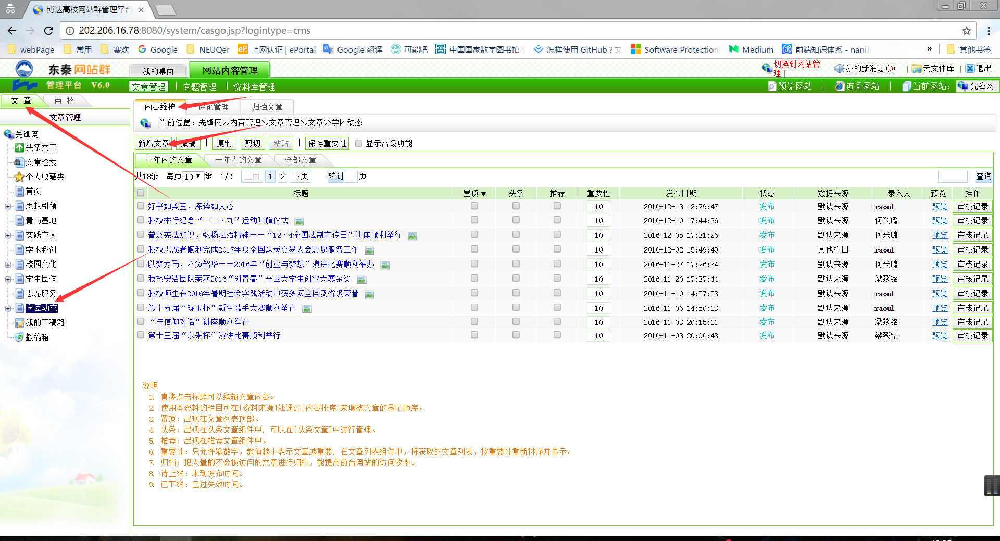 博达高校网站群管理平台
202.206.16.78:8080/system/casgo.jsp?logintype=cms
webPage 常用 赛欢 Google NEUQer 上网认证 | ePortal Google 翻译 可能吧 中国国家数字图书馆 怎样使用 GitHub？文 Software Protection Medium 前端知识体系 - naniJ » 其他书签
东秦网站群 我的桌面 网站内容管理 切换到网站管理 | 我的新消息(0) | 云文件库 | 退出
管理平台 V6.0 文章管理 | 专题管理 | 资料库管理 预览网站 | 访问网站 | 当前网站： 先锋网
文 章 审 核
文章管理
先锋网
头条文章
文章检索
个人收藏夹
首页
思想引领
青马基地
实践育人
学术科创
校园文化
学生团体
志愿服务
学团动态
我的草稿箱
撤稿箱
内容维护 评论管理 归档文章
当前位置：先锋网>>内容管理>>文章管理>>文章>>学团动态
新增文章 撤稿 | 复制 剪切 粘贴 | 保存重要性 显示高级功能
半年内的文章 一年内的文章 全部文章
共18条 每页 10 条 1/2 上页 1 2 下页 转到 页 查询
标题 置顶▼ 头条 推荐 重要性 发布日期 状态 数据来源 录入人 预览 操作
好书如美玉，深读如人心 10 2016-12-13 12:29:47 发布 默认来源 raoul 预览 审核记录
我校举行纪念“一二·九”运动升旗仪式 10 2016-12-10 17:44:26 发布 默认来源 何兴璐 预览 审核记录
普及宪法知识，弘扬法治精神——“12·4全国法制宣传日”讲座顺利举行 10 2016-12-05 17:31:26 发布 默认来源 何兴璐 预览 审核记录
我校志愿者顺利完成2017年度全国煤炭交易大会志愿服务工作 10 2016-12-02 15:49:49 发布 其他栏目 raoul 预览 审核记录
以梦为马，不负韶华——2016年“创业与梦想”演讲比赛顺利举办 10 2016-11-27 17:26:34 发布 默认来源 何兴璐 预览 审核记录
我校安洁团队荣获2016“创青春”全国大学生创业大赛金奖 10 2016-11-20 17:37:44 发布 默认来源 梁燚铭 预览 审核记录
我校师生在2016年暑期社会实践活动中获多项全国及省级荣誉 10 2016-11-10 14:57:53 发布 默认来源 raoul 预览 审核记录
第十五届“琢玉杯”新生歌手大赛顺利举行 10 2016-11-06 14:50:13 发布 默认来源 raoul 预览 审核记录
“与信仰对话”讲座顺利举行 10 2016-11-03 20:15:11 发布 默认来源 梁燚铭 预览 审核记录
第十三届“东采杯”演讲比赛顺利举行 10 2016-11-03 20:06:43 发布 默认来源 梁燚铭 预览 审核记录
说明
1. 直接点击标题可以编辑文章内容。
2. 使用本资料的栏目可在[资料来源]处通过[内容排序]来调整文章的显示顺序。
3. 置顶：出现在文章列表顶部。
4. 头条：出现在头条文章组件中，可以在[头条文章]中进行管理。
5. 推荐：出现在推荐文章组件中。
6. 重要性：只允许输数字，数值越小表示文章越重要，在文章列表组件中，将获取的文章列表，按重要性重新排序并显示。
7. 归档：把大量的不会被访问的文章进行归档，能提高前台网站的访问效率。
8. 待上线：未到发布时间。
9. 已下线：已过失效时间。